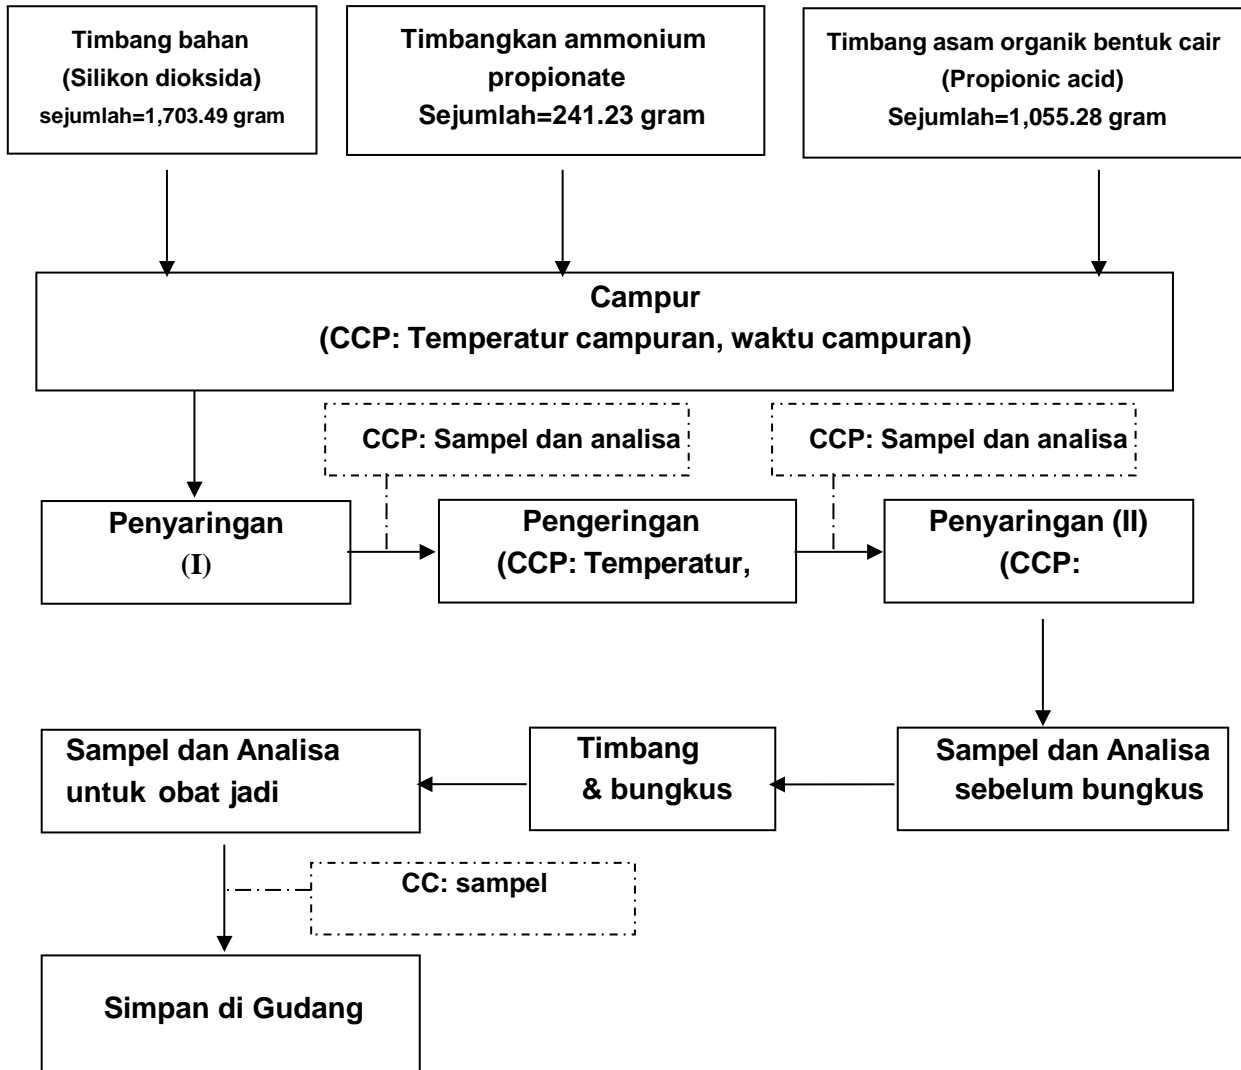 Timbang bahan
(Silikon dioksida)
sejumlah=1,703.49 gram
Timbangkan ammonium
propionate
Sejumlah=241.23 gram
Timbang asam organik bentuk cair
(Propionic acid)
Sejumlah=1,055.28 gram
Campur
(CCP: Temperatur campuran, waktu campuran)
CCP: Sampel dan analisa
CCP: Sampel dan analisa
Penyaringan
(I)
Pengeringan
(CCP: Temperatur,
Penyaringan (II)
(CCP:
Sampel dan Analisa
untuk obat jadi
Timbang
& bungkus
Sampel dan Analisa
sebelum bungkus
CC: sampel
Simpan di Gudang